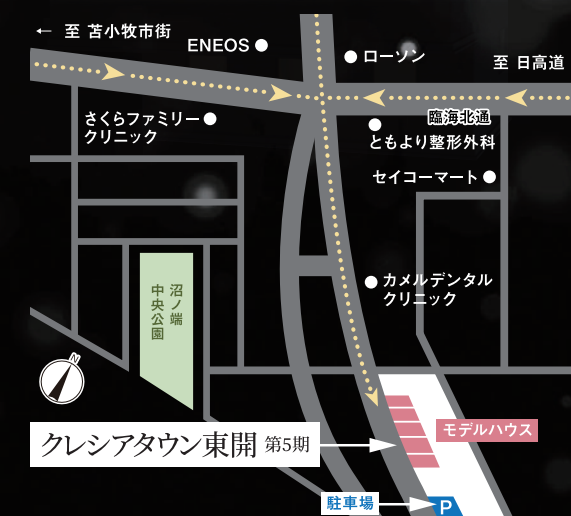 ← 至 苫小牧市街
ENEOS
ローソン
至 日高道
さくらファミリー
クリニック
臨海北通
ともより整形外科
セイコーマート
カメルデンタル
クリニック
沼ノ端
中央公園
N
モデルハウス
クレシアタウン東開 第5期
駐車場
P